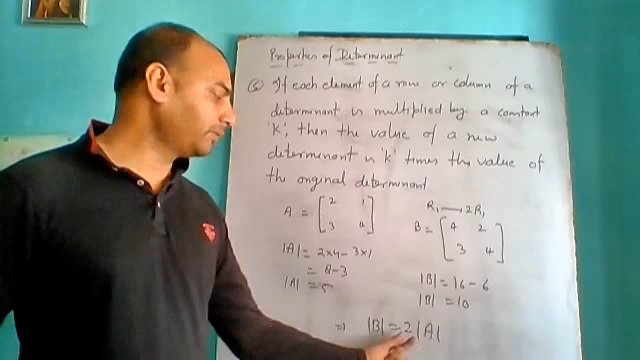 Properties of Determinant
(6) If each element of a row or column of a
determinant is multiplied by a constant
'K', then the value of a new
determinant is 'K' times the value of
the original determinant.
A = [ 2 1
3 4 ]
|A| = 2×4 - 3×1
= 8-3
|A| = 5
R₁ → 2R₁
B = [ 4 2
3 4 ]
|B| = 16 - 6
|B| = 10
⇒ |B| = 2|A|